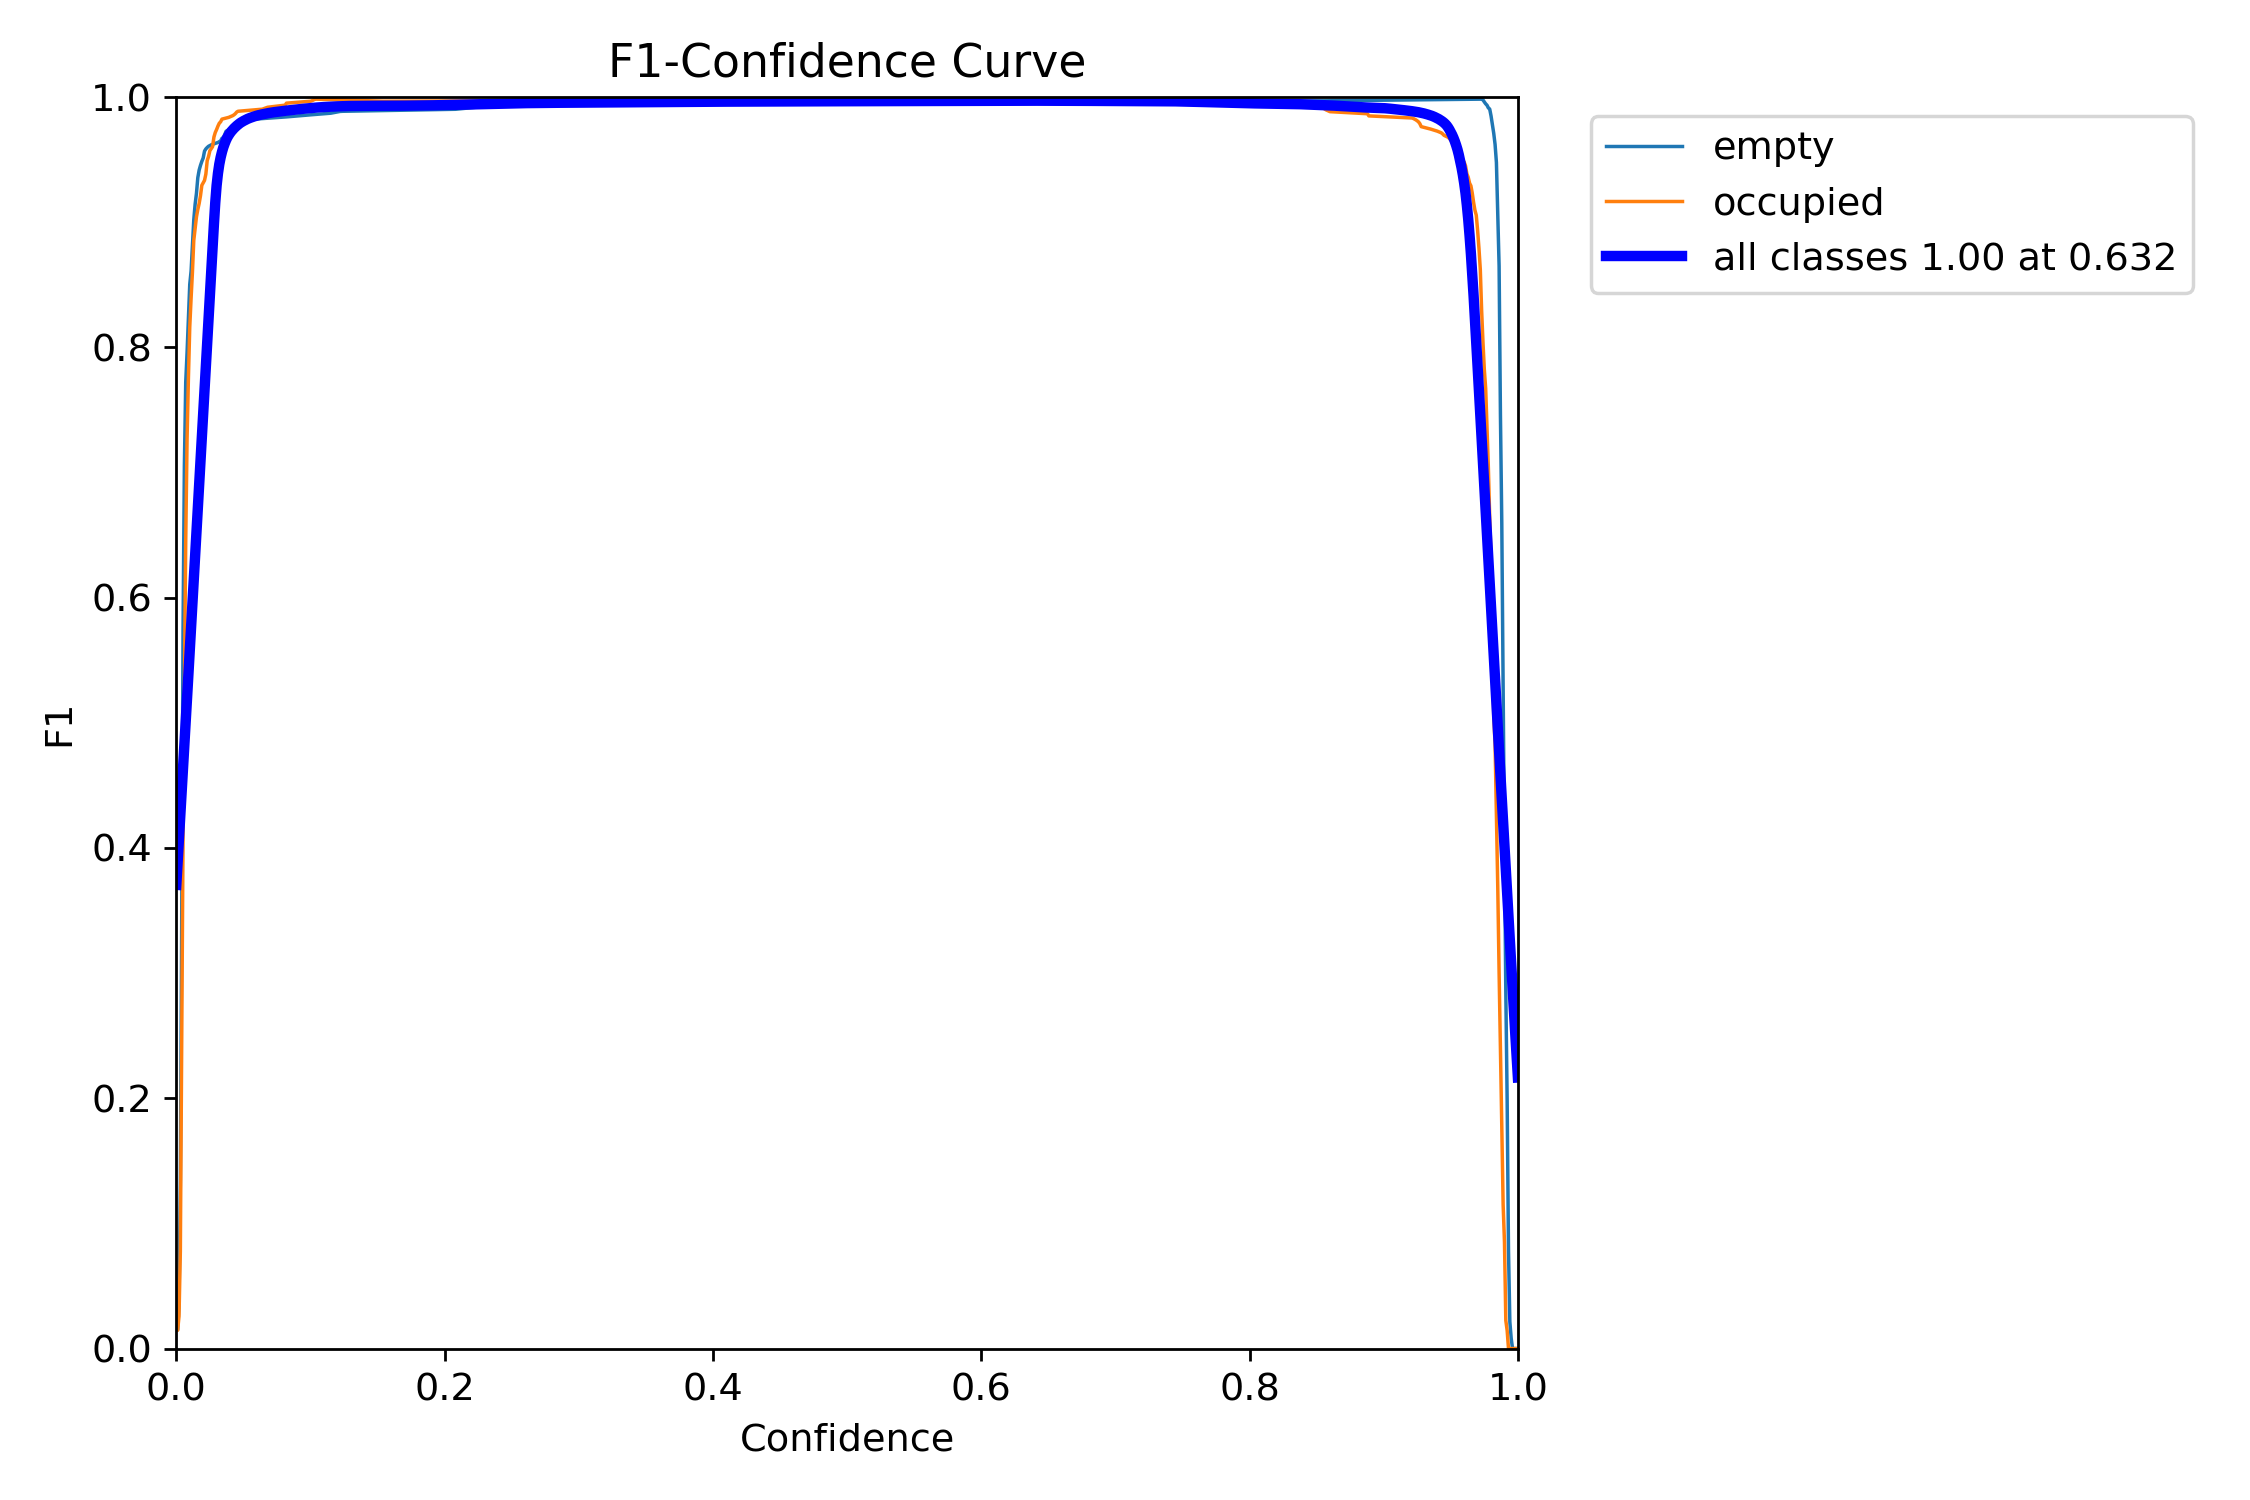 F1-Confidence Curve
1.0
0.8
0.6
0.4
0.2
0.0
F1
0.0 0.2 0.4 0.6 0.8 1.0
Confidence
empty
occupied
all classes 1.00 at 0.632